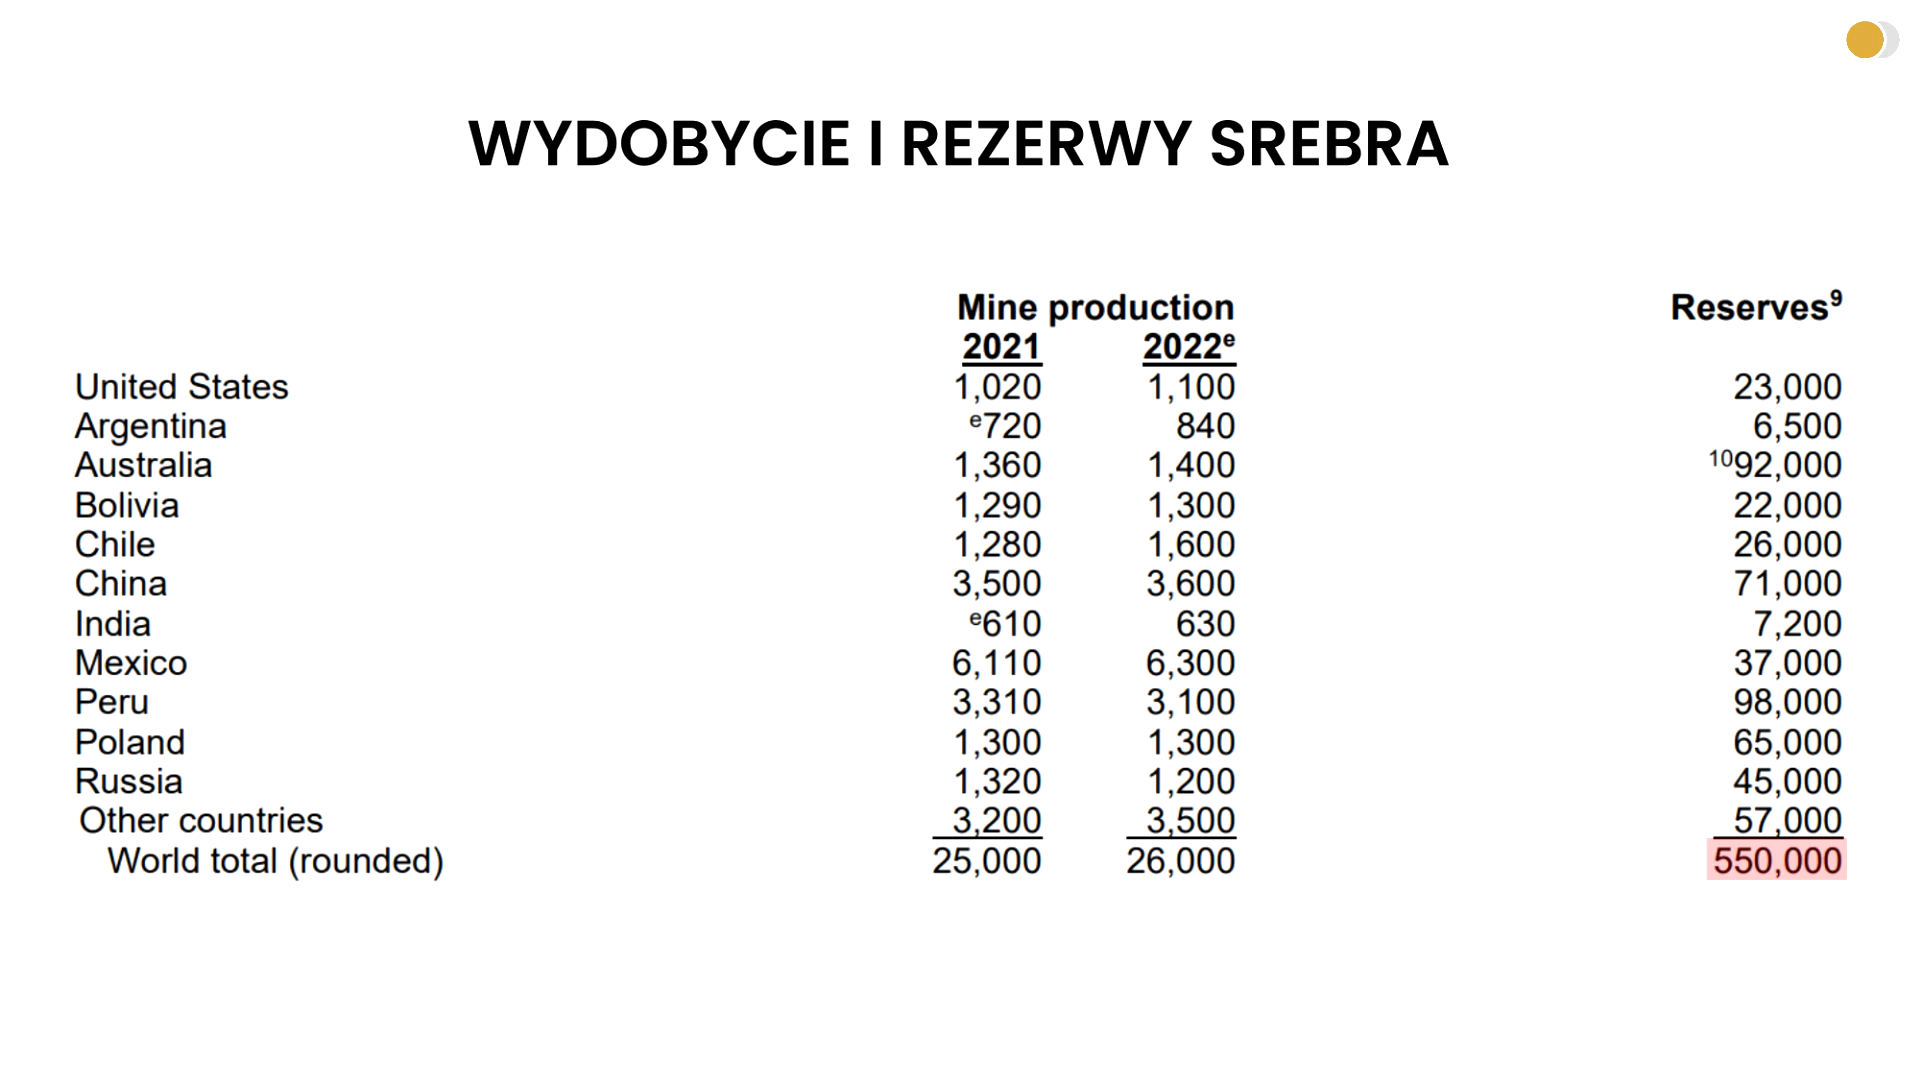 WYDOBYCIE I REZERWY SREBRA
Mine production Reserves⁹
2021 2022ᵉ
United States 1,020 1,100 23,000
Argentina ᵉ720 840 6,500
Australia 1,360 1,400 ¹⁰92,000
Bolivia 1,290 1,300 22,000
Chile 1,280 1,600 26,000
China 3,500 3,600 71,000
India ᵉ610 630 7,200
Mexico 6,110 6,300 37,000
Peru 3,310 3,100 98,000
Poland 1,300 1,300 65,000
Russia 1,320 1,200 45,000
Other countries 3,200 3,500 57,000
World total (rounded) 25,000 26,000 550,000